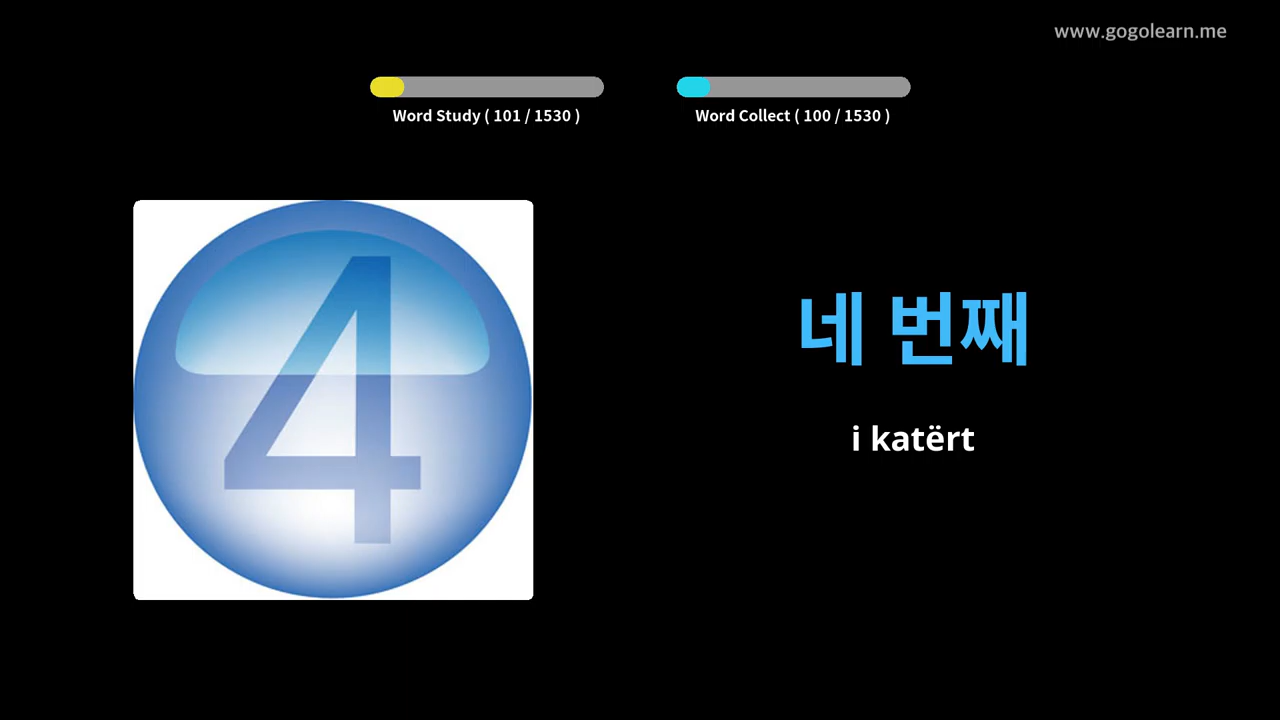 www.gogolearn.me
Word Study ( 101 / 1530 )
Word Collect ( 100 / 1530 )
4
네 번째
i katërt